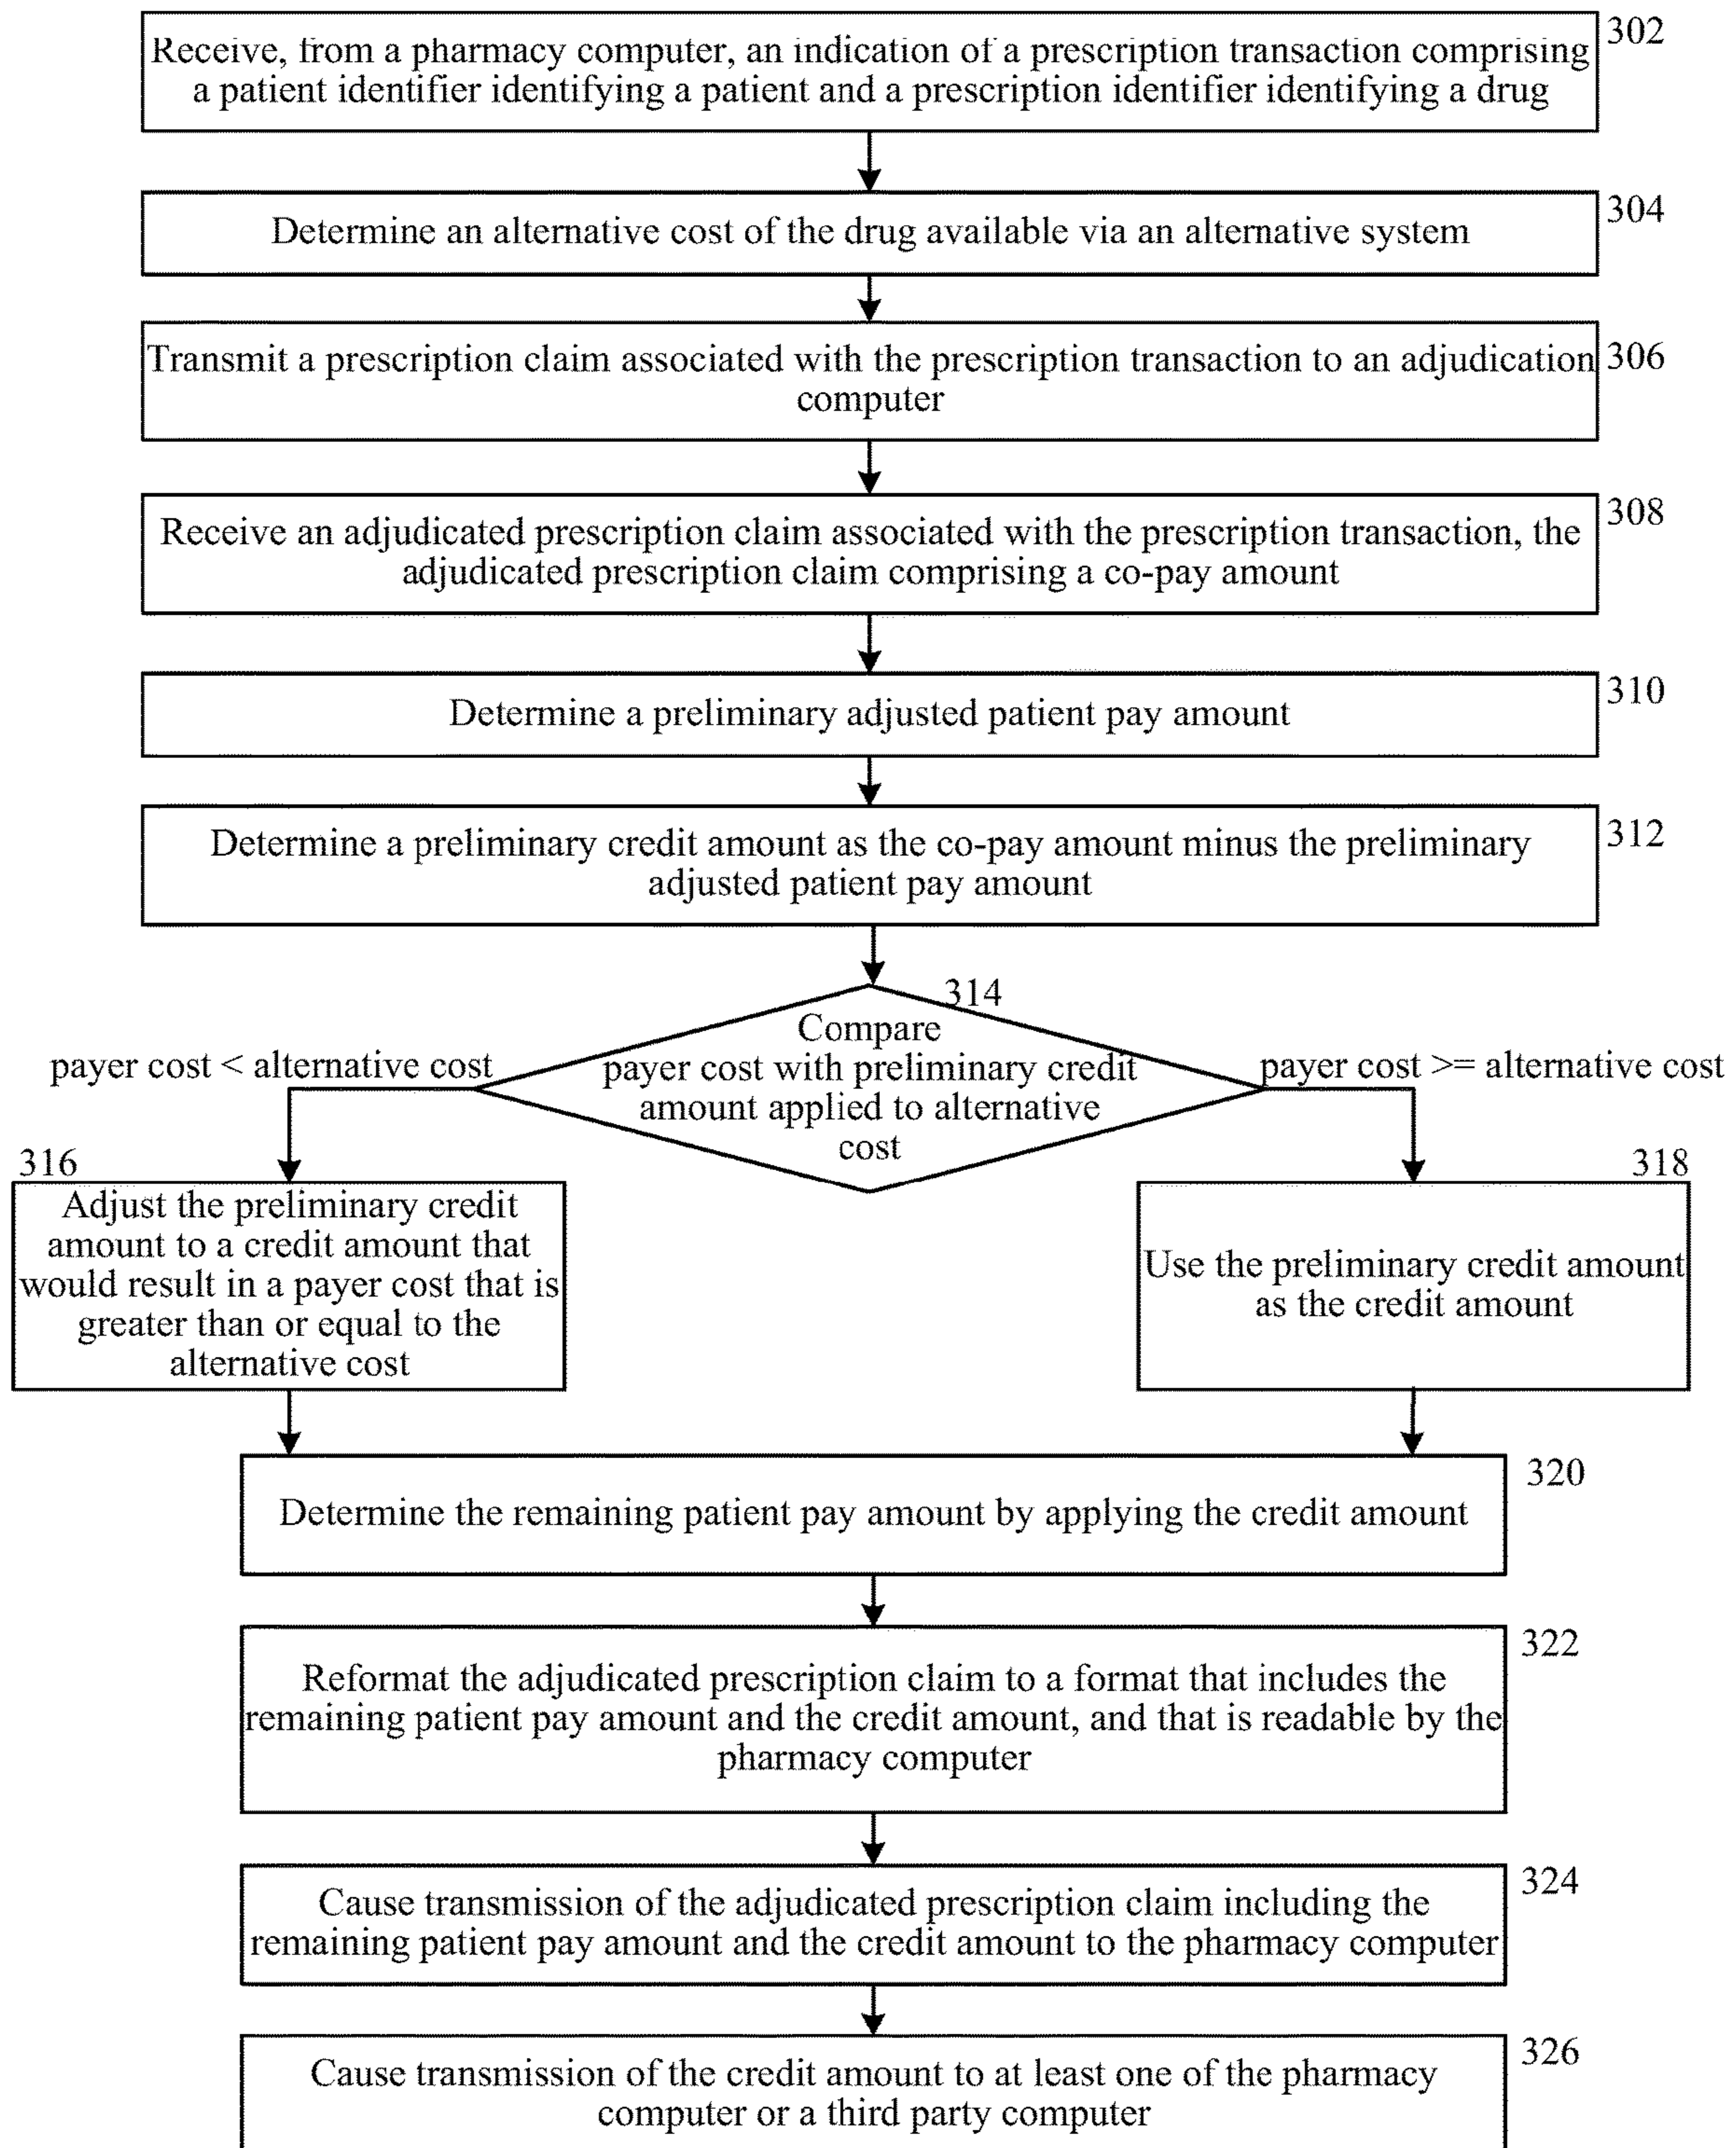 302
Receive, from a pharmacy computer, an indication of a prescription transaction comprising
a patient identifier identifying a patient and a prescription identifier identifying a drug
304
Determine an alternative cost of the drug available via an alternative system
306
Transmit a prescription claim associated with the prescription transaction to an adjudication
computer
308
Receive an adjudicated prescription claim associated with the prescription transaction, the
adjudicated prescription claim comprising a co-pay amount
310
Determine a preliminary adjusted patient pay amount
312
Determine a preliminary credit amount as the co-pay amount minus the preliminary
adjusted patient pay amount
314
Compare
payer cost with preliminary credit
amount applied to alternative
cost
payer cost < alternative cost
payer cost >= alternative cost
316
Adjust the preliminary credit
amount to a credit amount that
would result in a payer cost that is
greater than or equal to the
alternative cost
318
Use the preliminary credit amount
as the credit amount
320
Determine the remaining patient pay amount by applying the credit amount
322
Reformat the adjudicated prescription claim to a format that includes the
remaining patient pay amount and the credit amount, and that is readable by the
pharmacy computer
324
Cause transmission of the adjudicated prescription claim including the
remaining patient pay amount and the credit amount to the pharmacy computer
326
Cause transmission of the credit amount to at least one of the pharmacy
computer or a third party computer